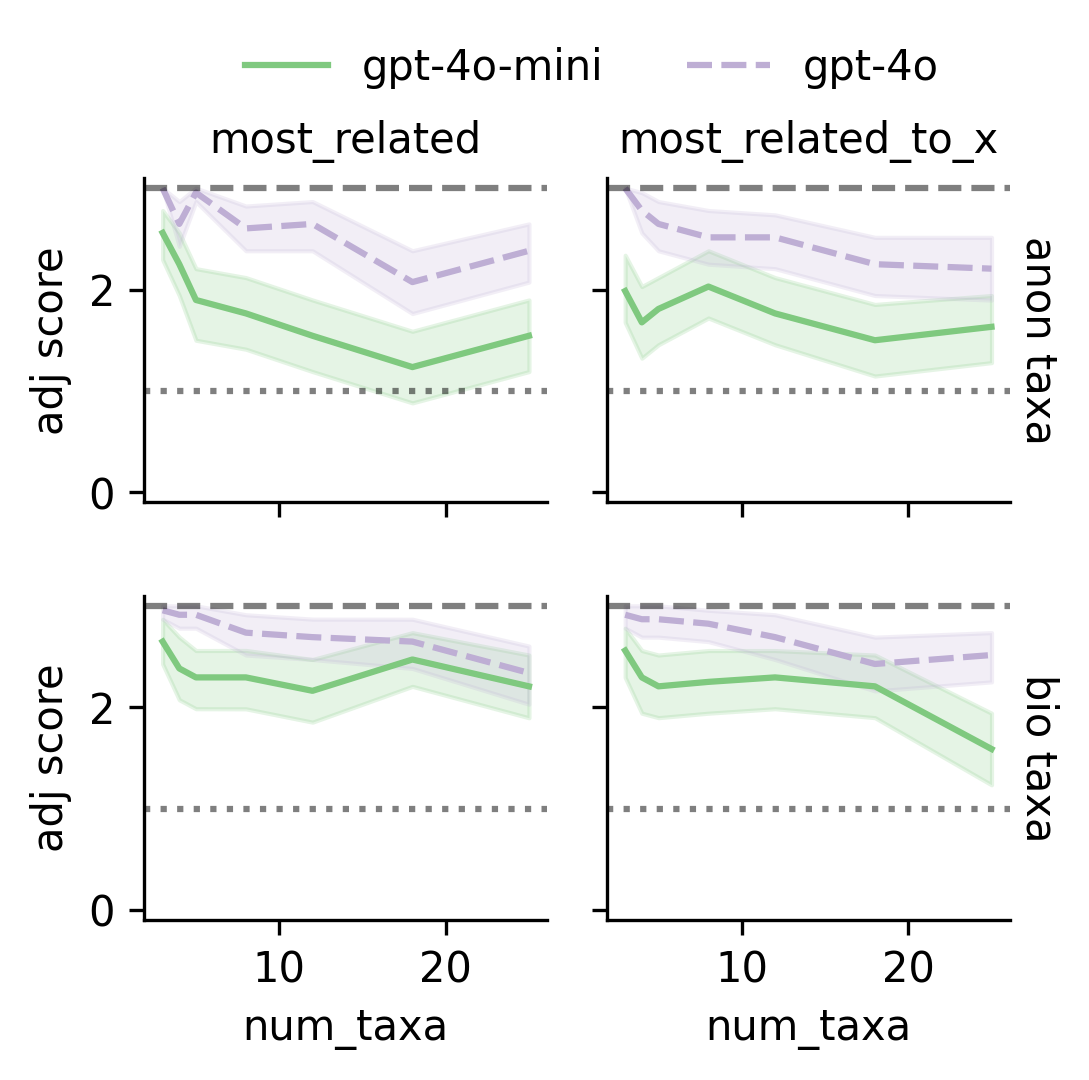 gpt-4o-mini gpt-4o
most_related most_related_to_x
adj score
2
0
anon taxa
adj score
2
0
bio taxa
10 20 10 20
num_taxa num_taxa